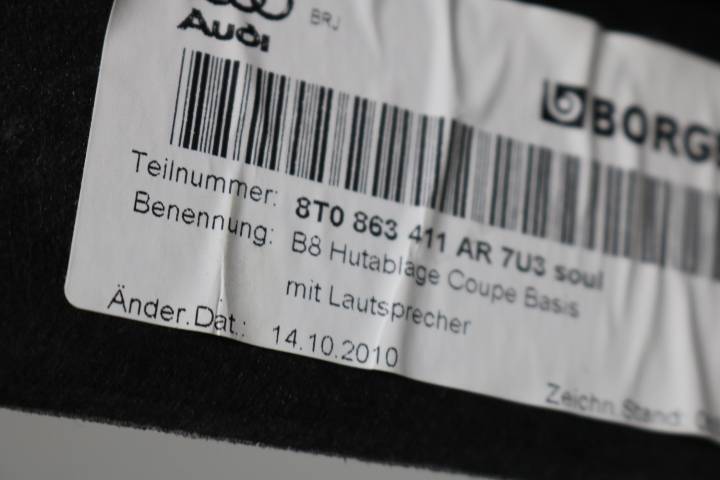 BRJ
Audi
Teilnummer: 8T0 863 411 AR 7U3 soul
Benennung: B8 Hutablage Coupe Basis
mit Lautsprecher
Änder.Dat.: 14.10.2010
Zeichn.Stand: